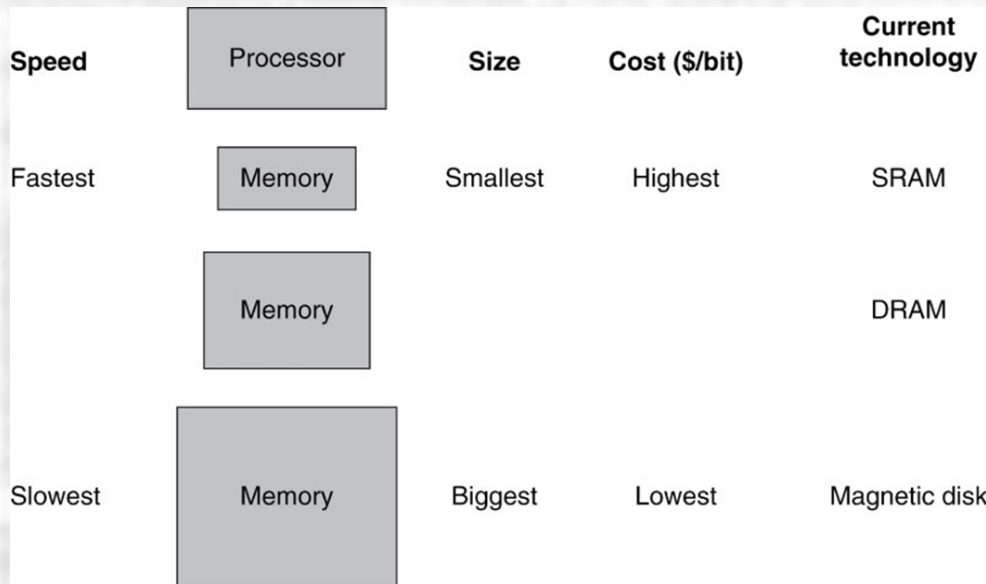 Speed Processor Size Cost ($/bit) Current technology
Fastest Memory Smallest Highest SRAM
Memory DRAM
Slowest Memory Biggest Lowest Magnetic disk